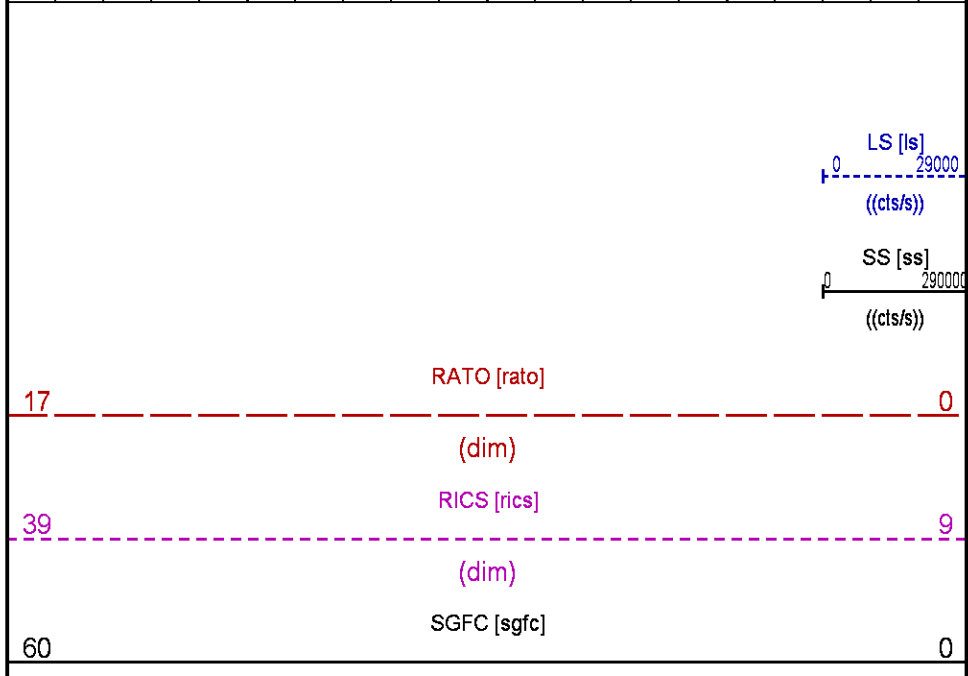 LS [ls]
0 29000
((cts/s))
SS [ss]
0 290000
((cts/s))
RATO [rato]
17 0
(dim)
RICS [rics]
39 9
(dim)
SGFC [sgfc]
60 0